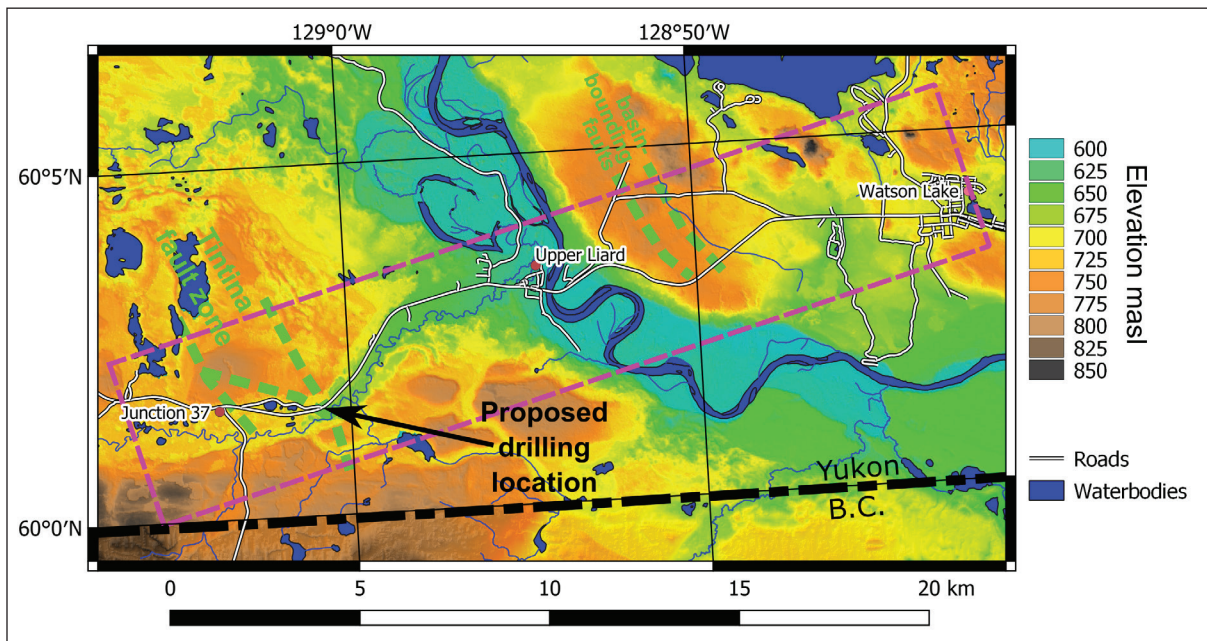 129°0′W
128°50′W
60°5′
60°0′N
basin
bounding
faults
Watson Lake
Upper Liard
Tintina
fault zone
Junction 37
Proposed
drilling
location
Yukon
B.C.
600
625
650
675
700
725
750
775
800
825
850
Elevation masl
Roads
Waterbodies
0
5
10
15
20 km